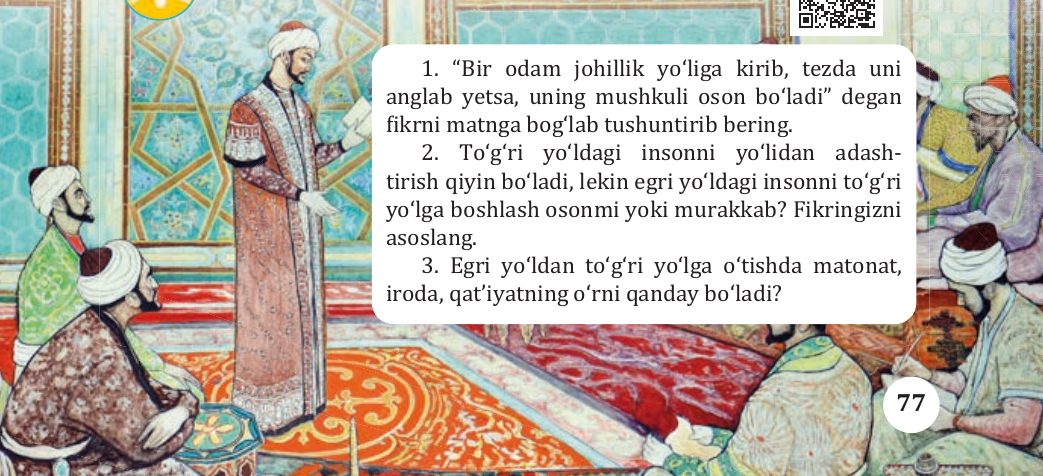 1. “Bir odam johillik yo‘liga kirib, tezda uni
anglab yetsa, uning mushkuli oson bo‘ladi” degan
fikrni matnga bog‘lab tushuntirib bering.
2. To‘g‘ri yo‘ldagi insonni yo‘lidan adash-
tirish qiyin bo‘ladi, lekin egri yo‘ldagi insonni to‘g‘ri
yo‘lga boshlash osonmi yoki murakkab? Fikringizni
asoslang.
3. Egri yo‘ldan to‘g‘ri yo‘lga o‘tishda matonat,
iroda, qat’iyatning o‘rni qanday bo‘ladi?
77